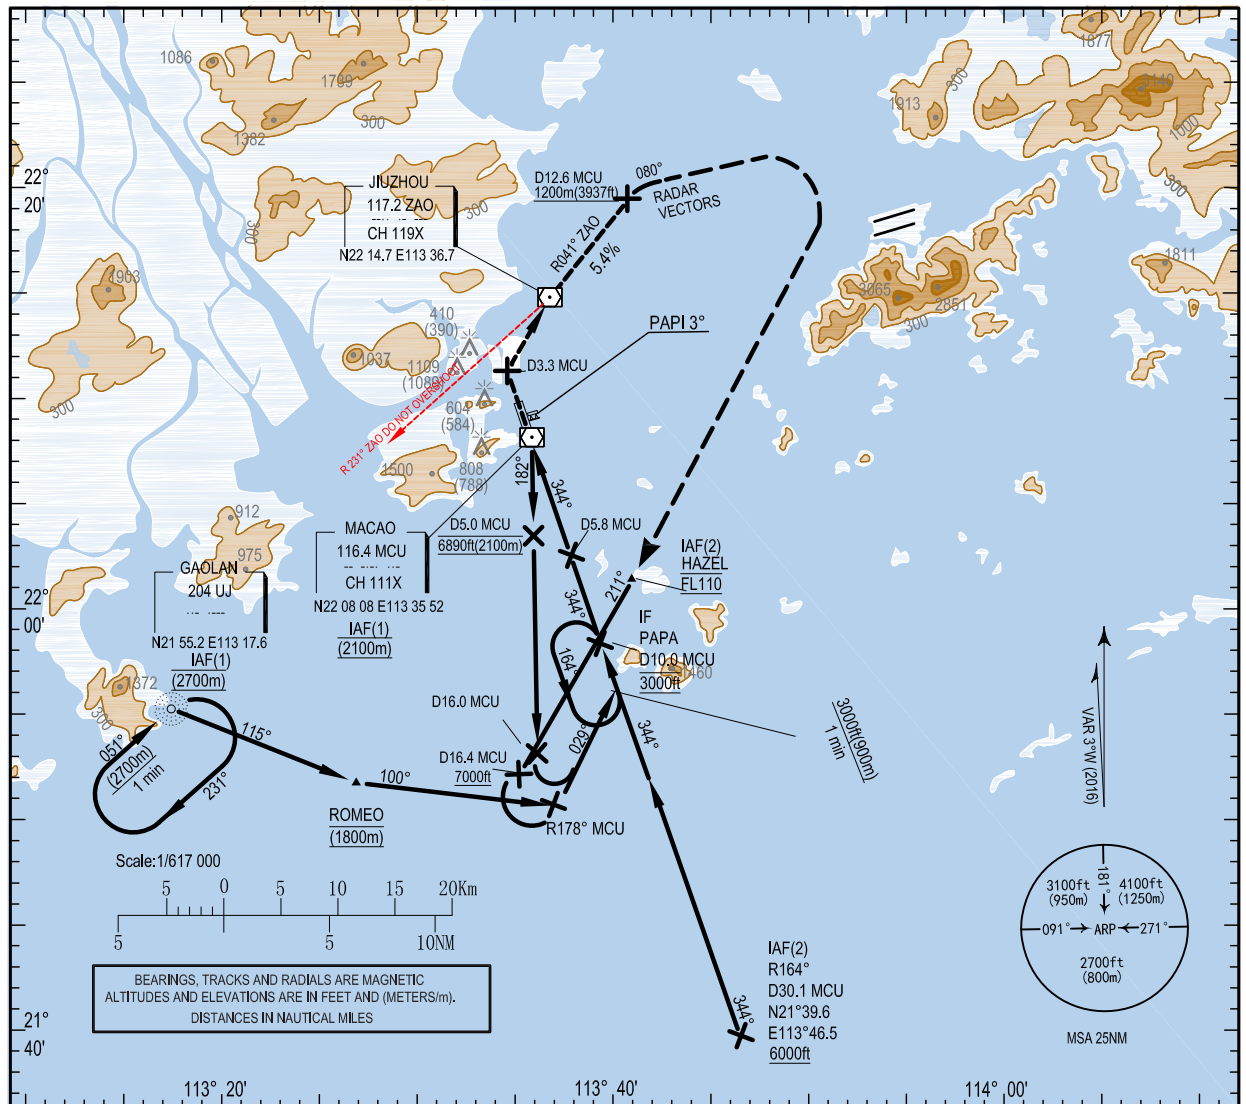 1086
1789
1382
300
1877
3149
1913
300
1000
300
22°
20'
JIUZHOU
117.2 ZAO
CH 119X
N22 14.7 E113 36.7
300
300
D12.6 MCU
1200m(3937ft)
080°
RADAR
VECTORS
R041° ZAO
5.4%
1811
3065
2851
300
1903
410
(390)
PAPI 3°
1037
1109
D3.3 MCU
604
(584)
R 231° ZAO DO NOT OVERSHOOT
300
1500
808
(788)
182°
344°
912
975
MACAO
116.4 MCU
CH 111X
N22 08 08 E113 35 52
IAF(1)
(2100m)
D5.0 MCU
6890ft(2100m)
D5.8 MCU
GAOLAN
204 UJ
N21 55.2 E113 17.6
IAF(1)
(2700m)
22°
00'
IAF(2)
HAZEL
FL110
211°
344°
IF
PAPA
D10.0 MCU
3000ft
1460
164°
1372
300
D16.0 MCU
029°
344°
3000ft(900m)
1 min
VAR 3°W (2016)
115°
051°
(2700m)
1 min
231°
D16.4 MCU
7000ft
100°
ROMEO
(1800m)
R178° MCU
Scale:1/617 000
5 0 5 10 15 20Km
5 5 10NM
3100ft
(950m)
181°
4100ft
(1250m)
091° ARP 271°
2700ft
(800m)
MSA 25NM
IAF(2)
R164°
D30.1 MCU
N21°39.6
E113°46.5
6000ft
344°
BEARINGS, TRACKS AND RADIALS ARE MAGNETIC
ALTITUDES AND ELEVATIONS ARE IN FEET AND (METERS/m).
DISTANCES IN NAUTICAL MILES
21°
40'
113° 20'
113° 40'
114° 00'